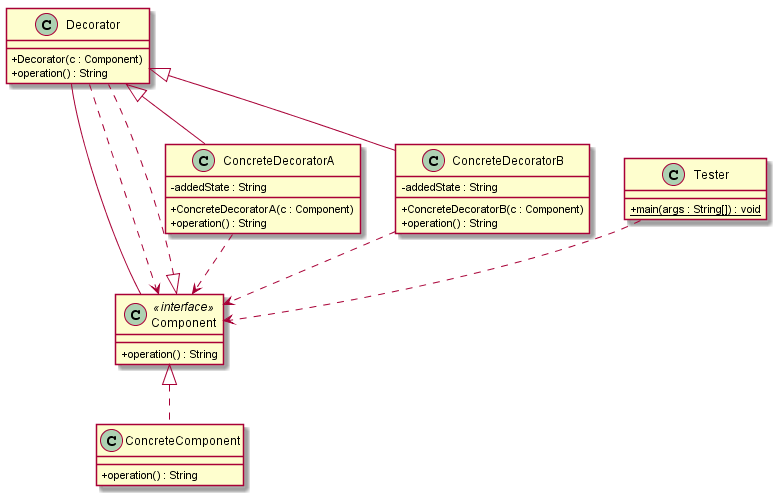 C Decorator
+Decorator(c : Component)
+operation() : String
C ConcreteDecoratorA
-addedState : String
+ConcreteDecoratorA(c : Component)
+operation() : String
C ConcreteDecoratorB
-addedState : String
+ConcreteDecoratorB(c : Component)
+operation() : String
C Tester
+main(args : String[]) : void
C «interface»
Component
+operation() : String
C ConcreteComponent
+operation() : String